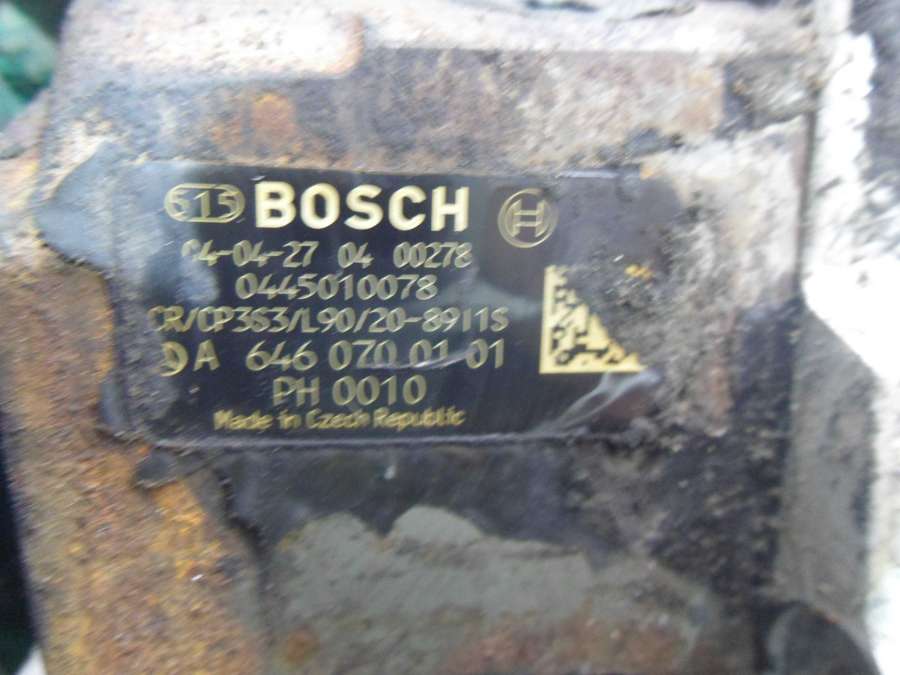 515 BOSCH
04-04-27 04 00278
0445010078
CR/CP3S3/L90/20-8911S
A 646 070 01 01
PH 0010
Made in Czech Republic